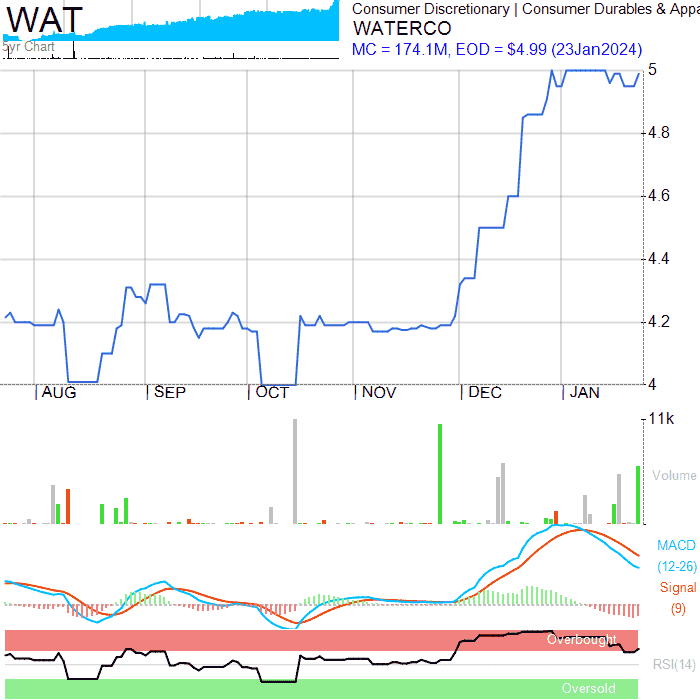 WAT
5yr Chart
Consumer Discretionary | Consumer Durables & Appa
WATERCO
MC = 174.1M, EOD = $4.99 (23Jan2024)
5
4.8
4.6
4.4
4.2
4
AUG SEP OCT NOV DEC JAN
11k
Volume
MACD
(12-26)
Signal
(9)
Overbought
RSI(14)
Oversold